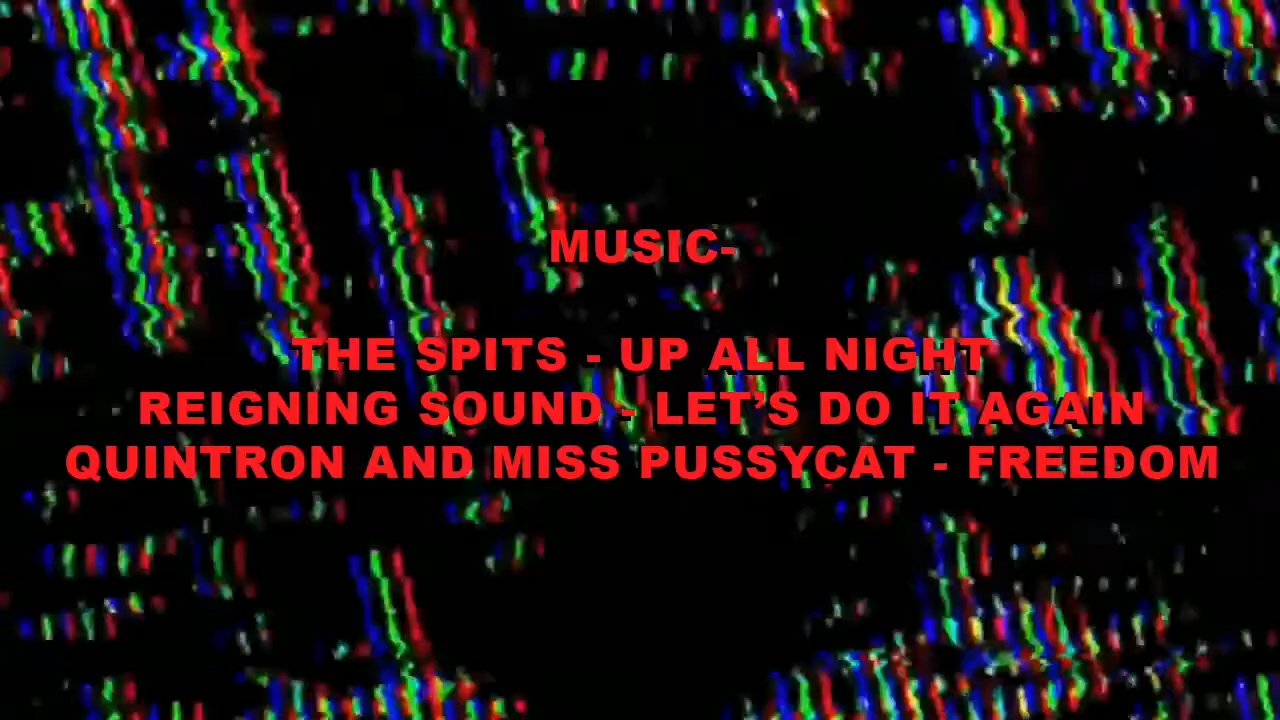 MUSIC-
THE SPITS - UP ALL NIGHT
REIGNING SOUND - LET’S DO IT AGAIN
QUINTRON AND MISS PUSSYCAT - FREEDOM